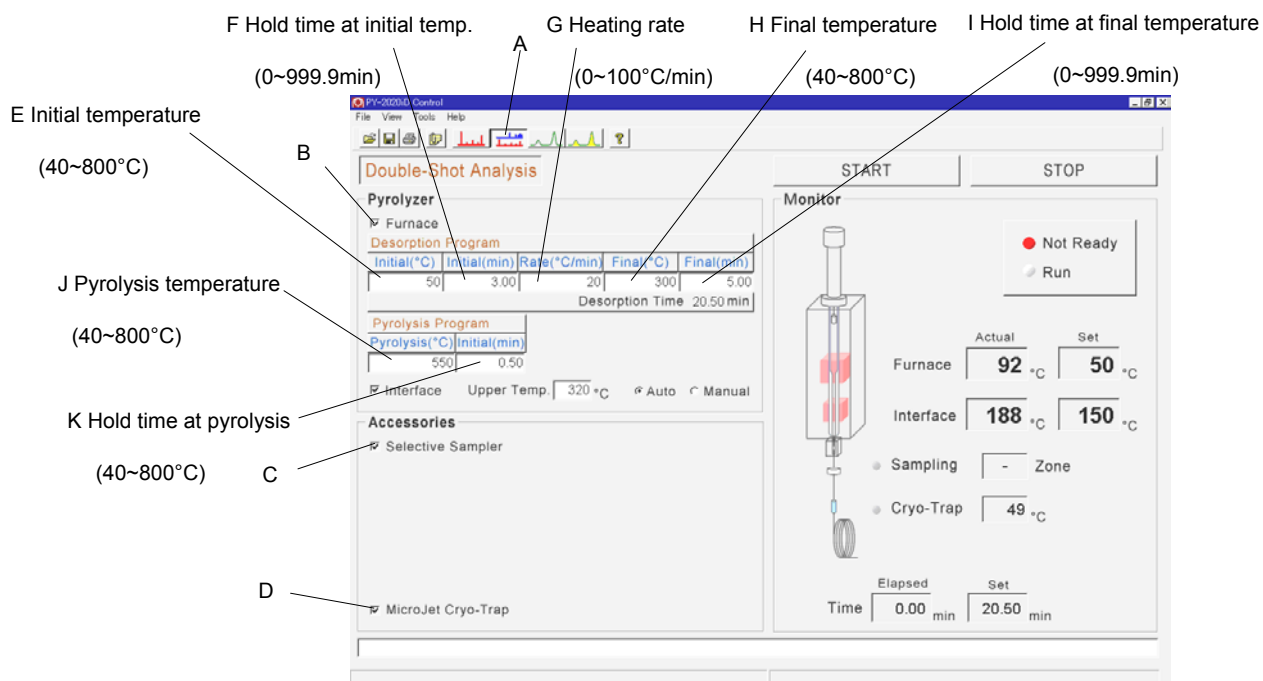 F Hold time at initial temp.
(0~999.9min)
A
G Heating rate
(0~100°C/min)
H Final temperature
(40~800°C)
I Hold time at final temperature
(0~999.9min)
E Initial temperature
(40~800°C)
B
J Pyrolysis temperature
(40~800°C)
K Hold time at pyrolysis
(40~800°C)
C
D
PY-2020iD Control
File View Tools Help
?
Double-Shot Analysis
START
STOP
Pyrolyzer
Furnace
Desorption Program
Initial(°C) Initial(min) Rate(°C/min) Final(°C) Final(min)
50 3.00 20 300 5.00
Desorption Time 20.50 min
Pyrolysis Program
Pyrolysis(°C) Initial(min)
550 0.50
Interface Upper Temp. 320 °C Auto Manual
Accessories
Selective Sampler
MicroJet Cryo-Trap
Monitor
Not Ready
Run
Actual Set
Furnace 92 °C 50 °C
Interface 188 °C 150 °C
Sampling - Zone
Cryo-Trap 49 °C
Elapsed Set
Time 0.00 min 20.50 min